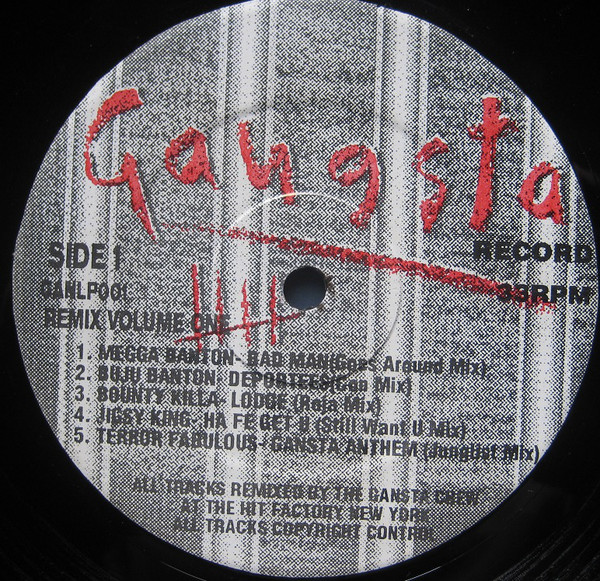 Gangsta
RECORD
SIDE 1
33RPM
GANLP001
REMIX VOLUME ONE
1. MEGGA BANTON- BAD MAN(Goes Around Mix)
2. BUJU BANTON DEPORTEES(Con Mix)
3. BOUNTY KILLA- LODGE (Roja Mix)
4. JIGSY KING- HA FE GET U (Still Want U Mix)
5. TERROR FABULOUS- GANSTA ANTHEM (Junglist Mix)
ALL TRACKS REMIXED BY THE GANSTA CREW
AT THE HIT FACTORY NEW YORK
ALL TRACKS COPYRIGHT CONTROL